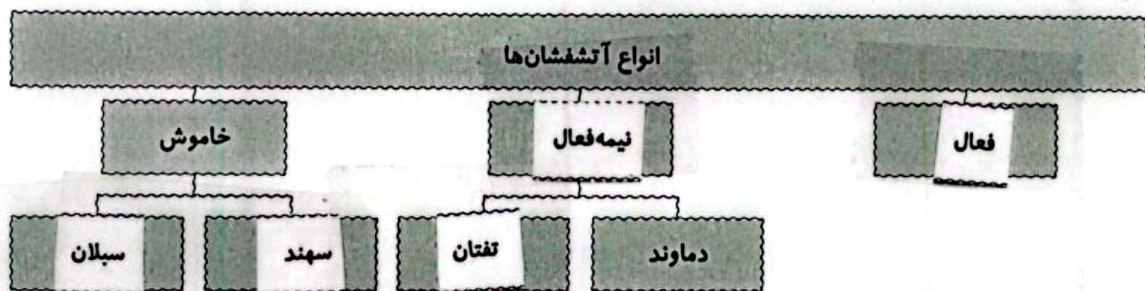 انواع آتشفشان‌ها
فعال
نیمه‌فعال
خاموش
دماوند
تفتان
سهند
سبلان